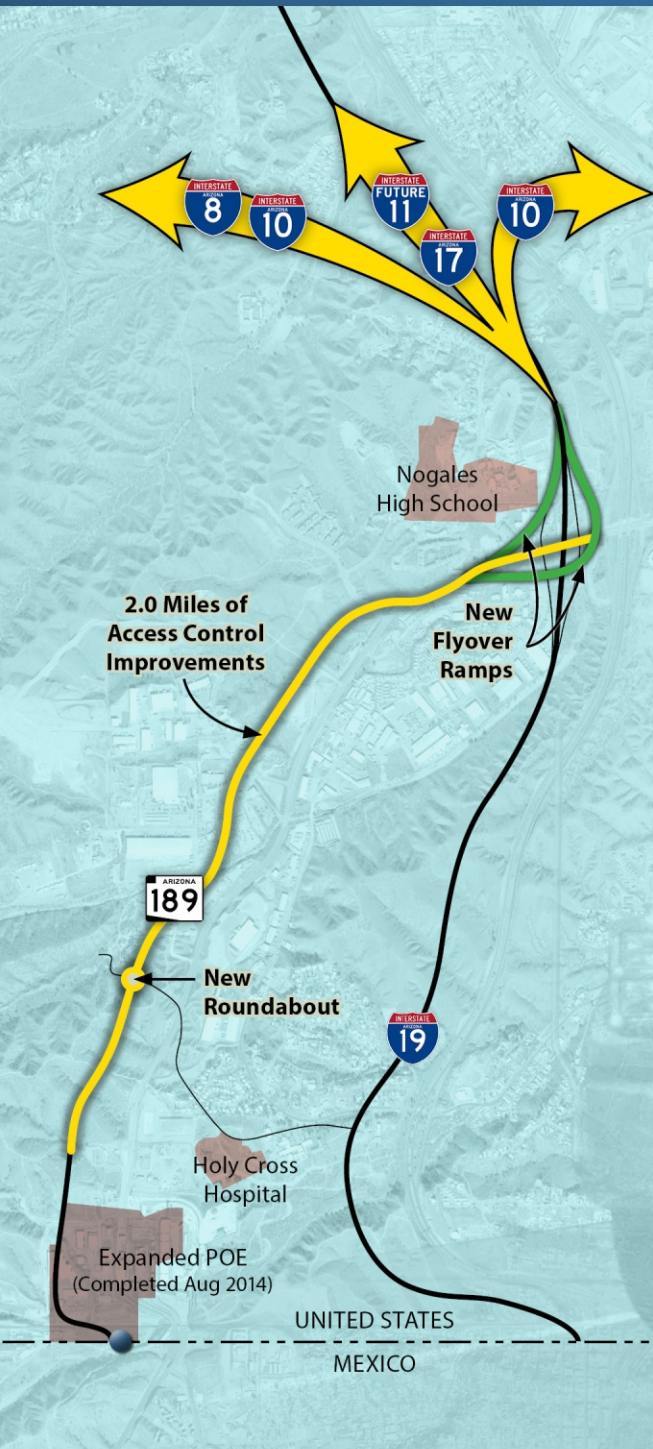 INTERSTATE
ARIZONA
8
INTERSTATE
ARIZONA
10
INTERSTATE
FUTURE
11
INTERSTATE
ARIZONA
17
INTERSTATE
ARIZONA
10
Nogales
High School
2.0 Miles of
Access Control
Improvements
New
Flyover
Ramps
ARIZONA
189
New
Roundabout
INTERSTATE
ARIZONA
19
Holy Cross
Hospital
Expanded POE
(Completed Aug 2014)
UNITED STATES
MEXICO